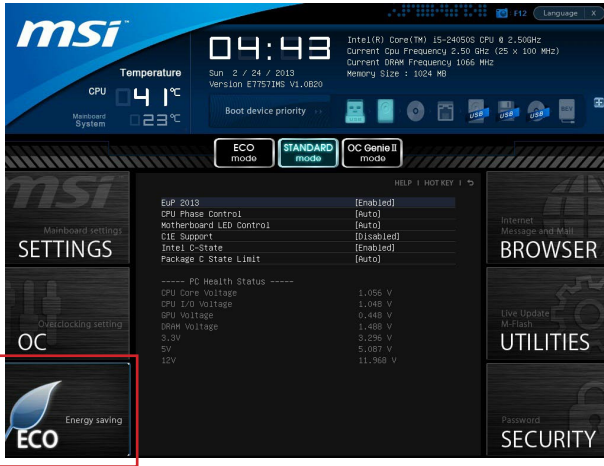 msi
F12 Language X
04:43
Intel(R) Core(TM) i5-2405OS CPU @ 2.50GHz
Current Cpu Frequency 2.50 GHz (25 x 100 MHz)
Current DRAM Frequency 1066 MHz
Memory Size : 1024 MB
Temperature
Sun 2 / 24 / 2013
Version E7757IMS V1.0B20
CPU 41°C
Mainboard
System 23°C
Boot device priority
USB USB USB
ECO mode
STANDARD mode
OC Genie II mode
HELP | HOT KEY |
msi
Mainboard settings
SETTINGS
Overclocking setting
OC
Energy saving
ECO
EuP 2013 [Enabled]
CPU Phase Control [Auto]
Motherboard LED Control [Auto]
C1E Support [Disabled]
Intel C-State [Enabled]
Package C State Limit [Auto]
----- PC Health Status -----
CPU Core Voltage 1.056 V
CPU I/O Voltage 1.048 V
GPU Voltage 0.448 V
DRAM Voltage 1.488 V
3.3V 3.296 V
5V 5.087 V
12V 11.968 V
Internet
Message and Mail
BROWSER
Live Update
M-Flash
UTILITIES
Password
SECURITY